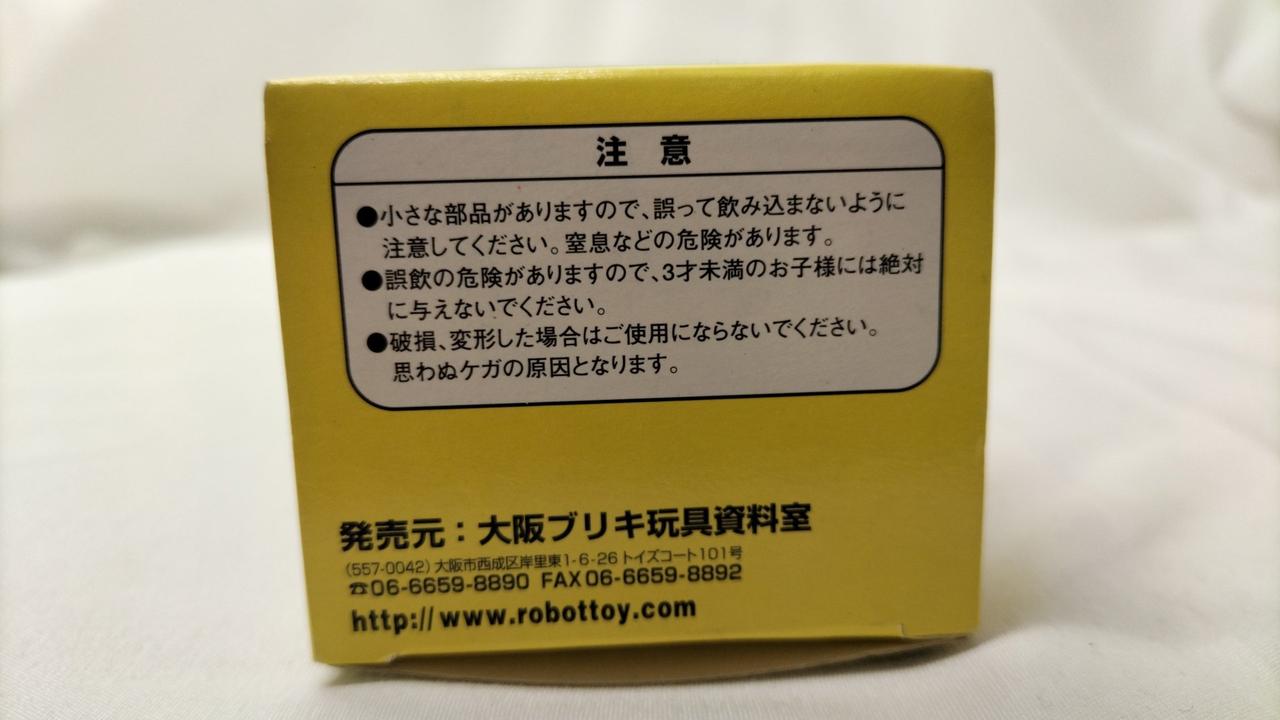 注 意
●小さな部品がありますので、誤って飲み込まないように
注意してください。窒息などの危険があります。
●誤飲の危険がありますので、3才未満のお子様には絶対
に与えないでください。
●破損、変形した場合はご使用にならないでください。
思わぬケガの原因となります。
発売元：大阪ブリキ玩具資料室
(557-0042) 大阪市西成区岸里東1-6-26 トイズコート101号
☎06-6659-8890 FAX 06-6659-8892
http://www.robottoy.com